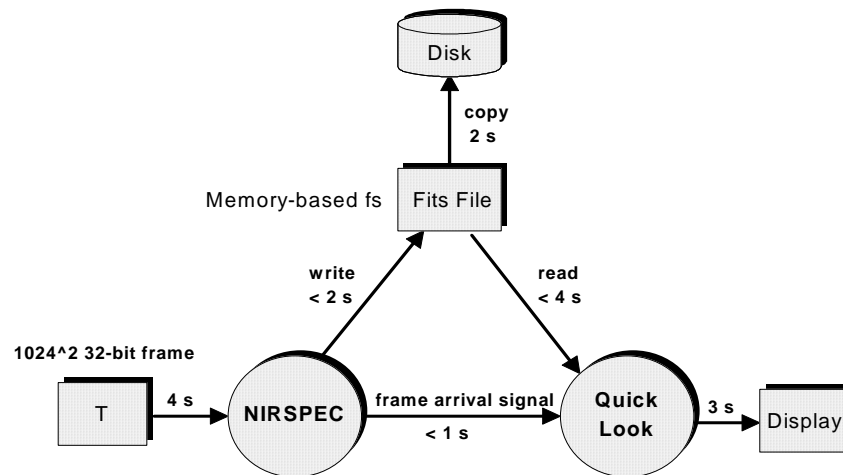 Disk
copy
2 s
Memory-based fs
Fits File
write
< 2 s
read
< 4 s
1024^2 32-bit frame
T
4 s
NIRSPEC
frame arrival signal
< 1 s
Quick
Look
3 s
Display